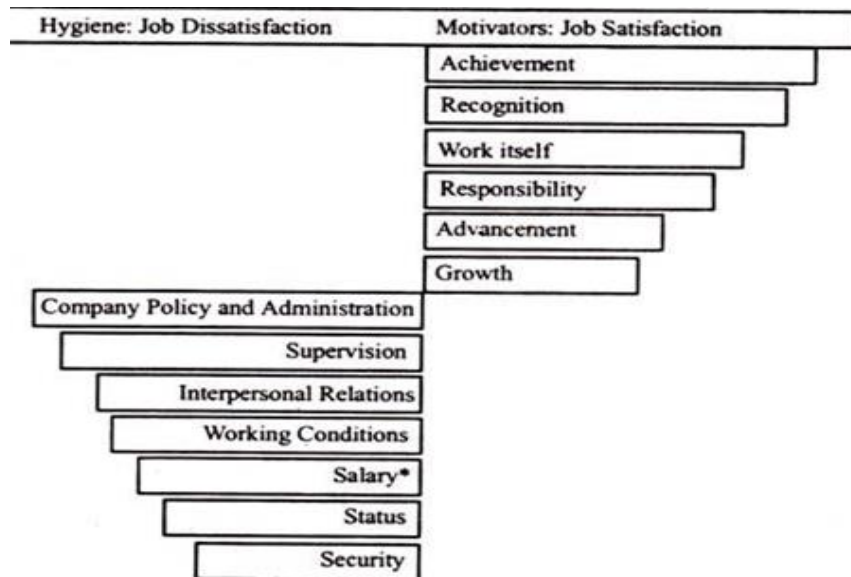 Hygiene: Job Dissatisfaction Motivators: Job Satisfaction
Achievement
Recognition
Work itself
Responsibility
Advancement
Growth
Company Policy and Administration
Supervision
Interpersonal Relations
Working Conditions
Salary*
Status
Security